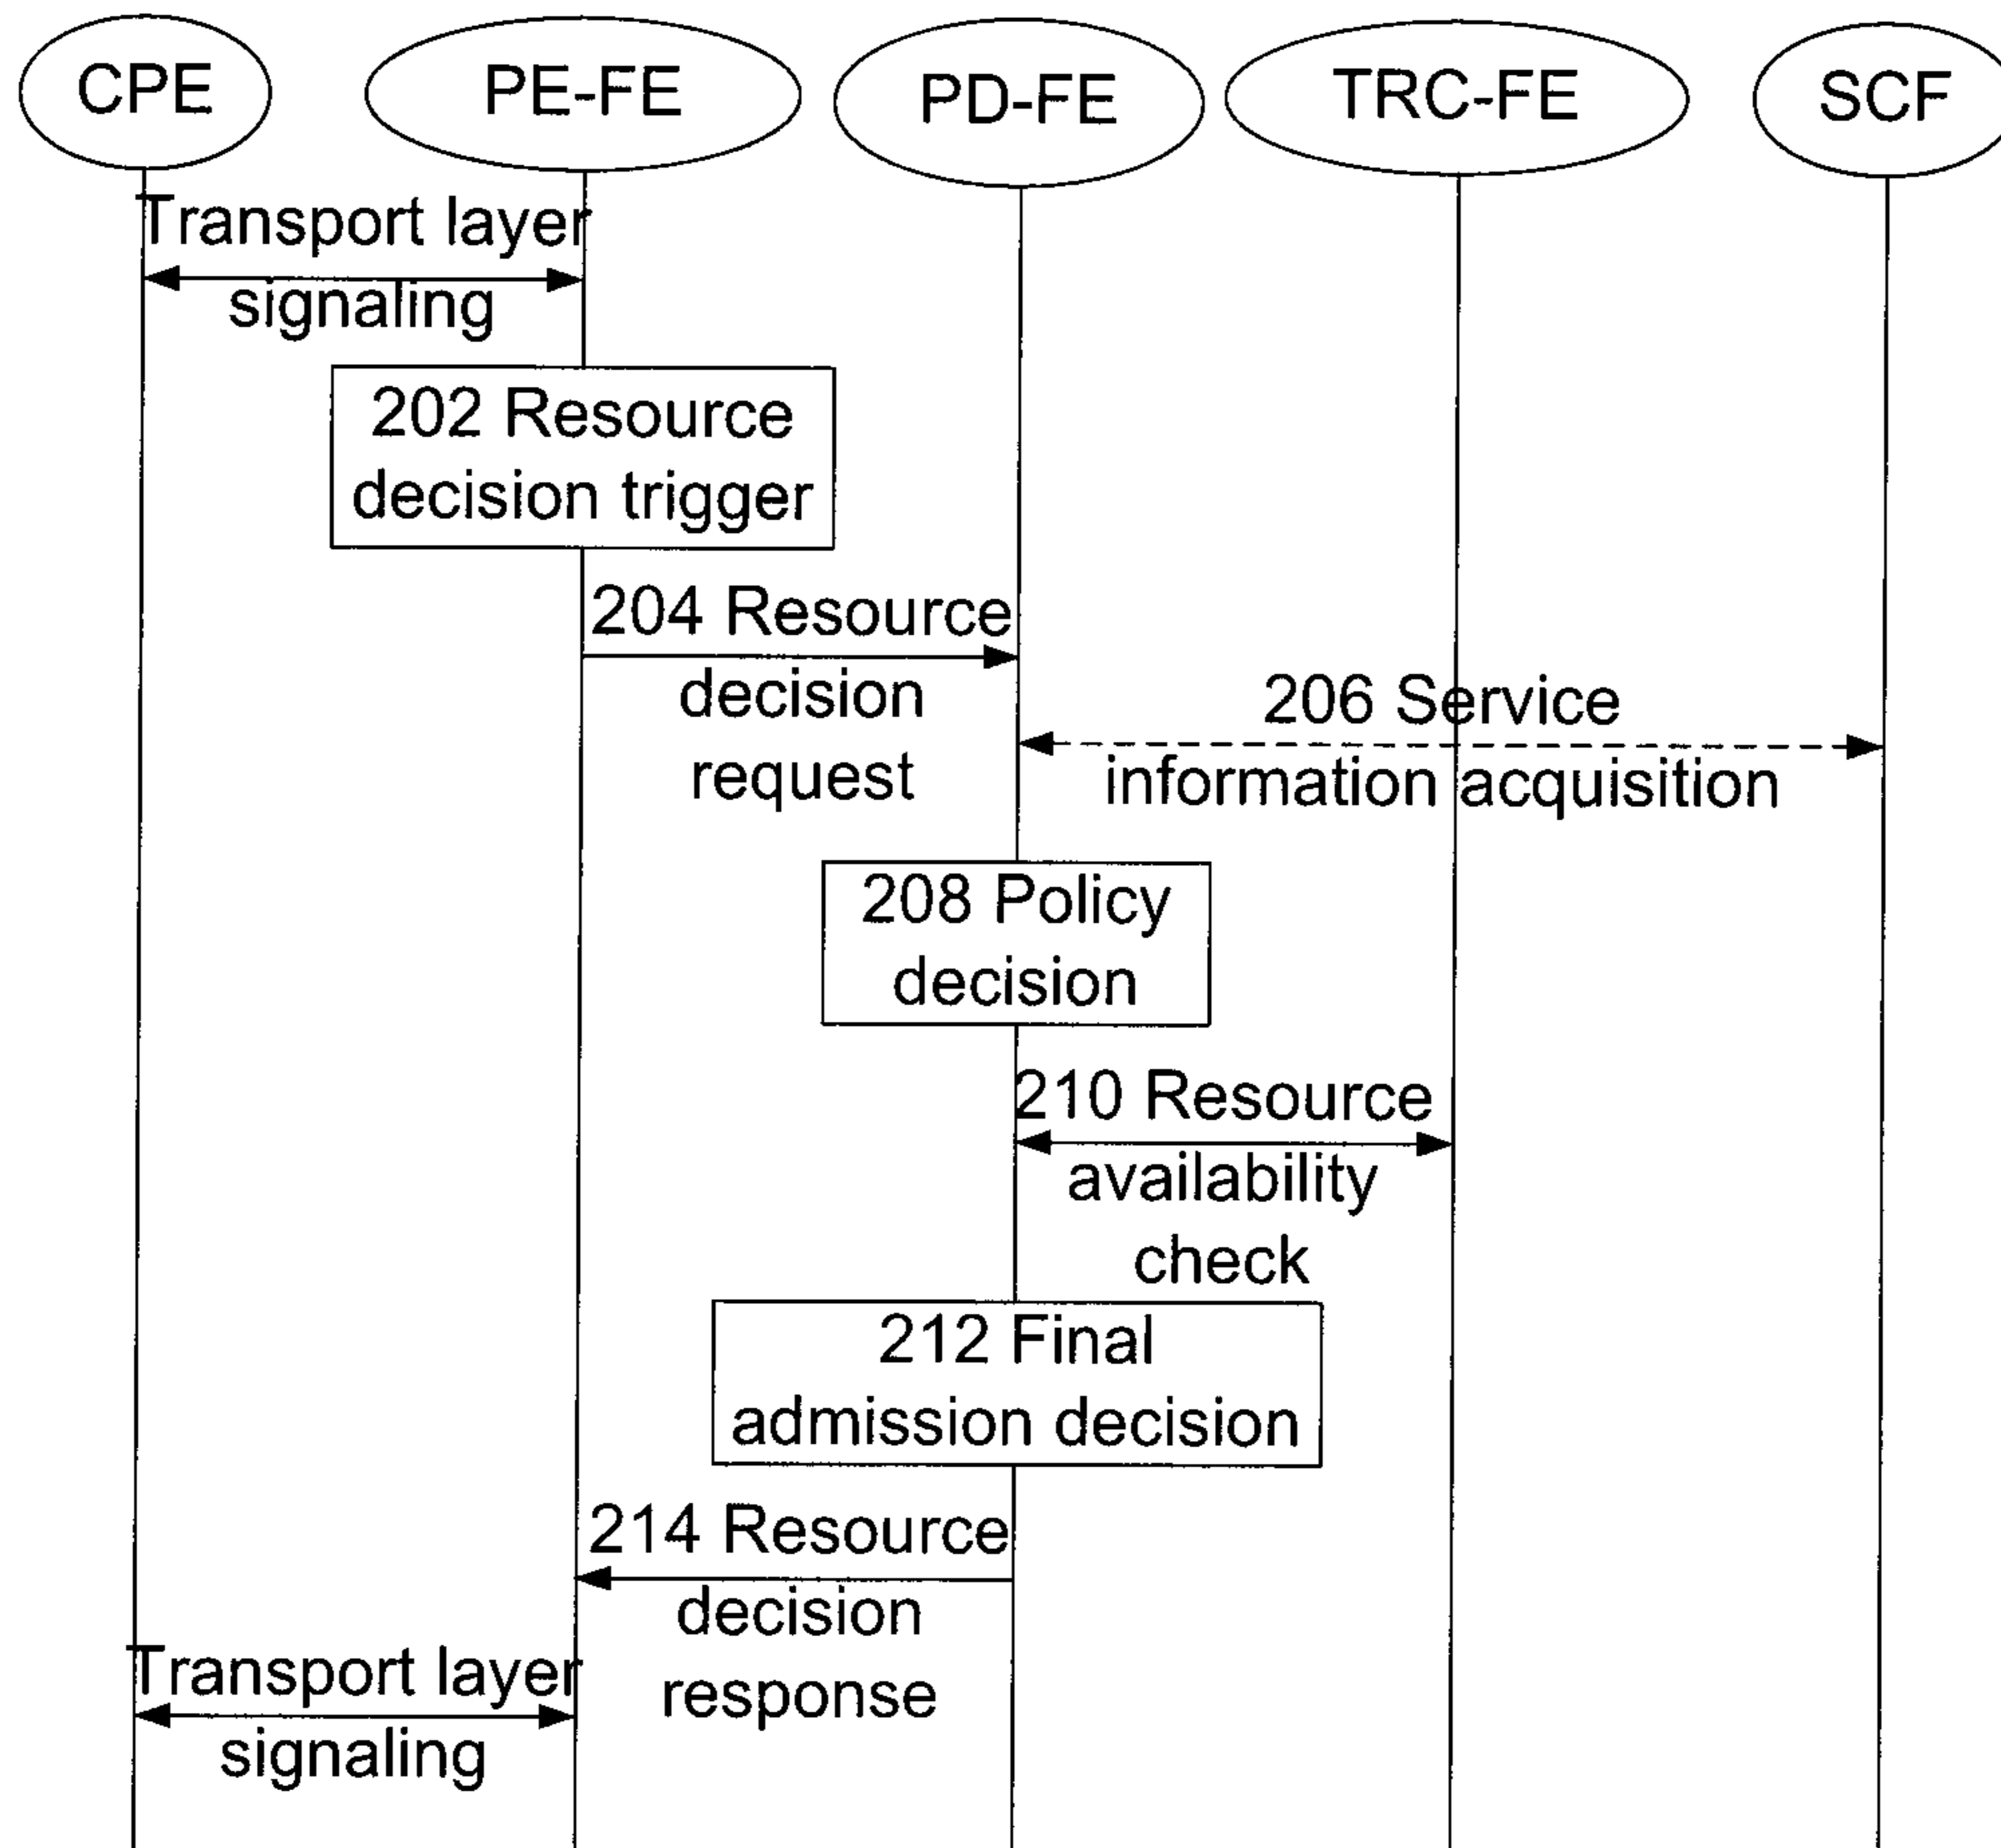 CPE
PE-FE
PD-FE
TRC-FE
SCF
Transport layer
signaling
202 Resource
decision trigger
204 Resource
decision
request
206 Service
information acquisition
208 Policy
decision
210 Resource
availability
check
212 Final
admission decision
214 Resource
decision
response
Transport layer
signaling